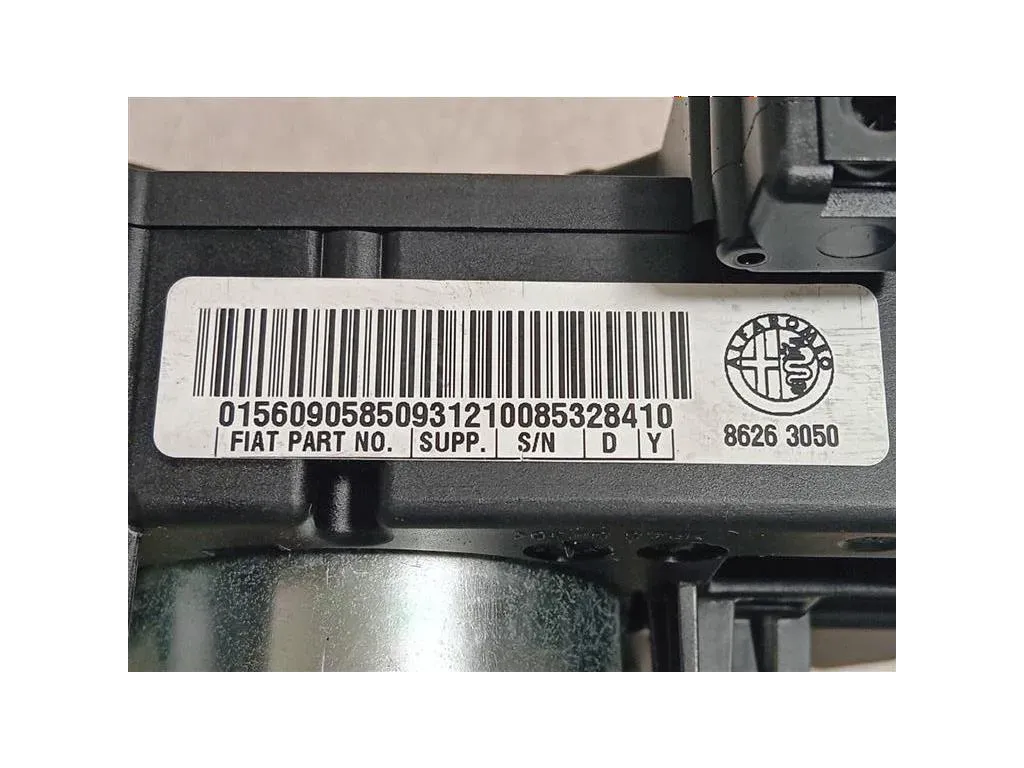 01560905850931210085328410
FIAT PART NO. SUPP. S/N D Y
ALFA ROMEO
8626 3050